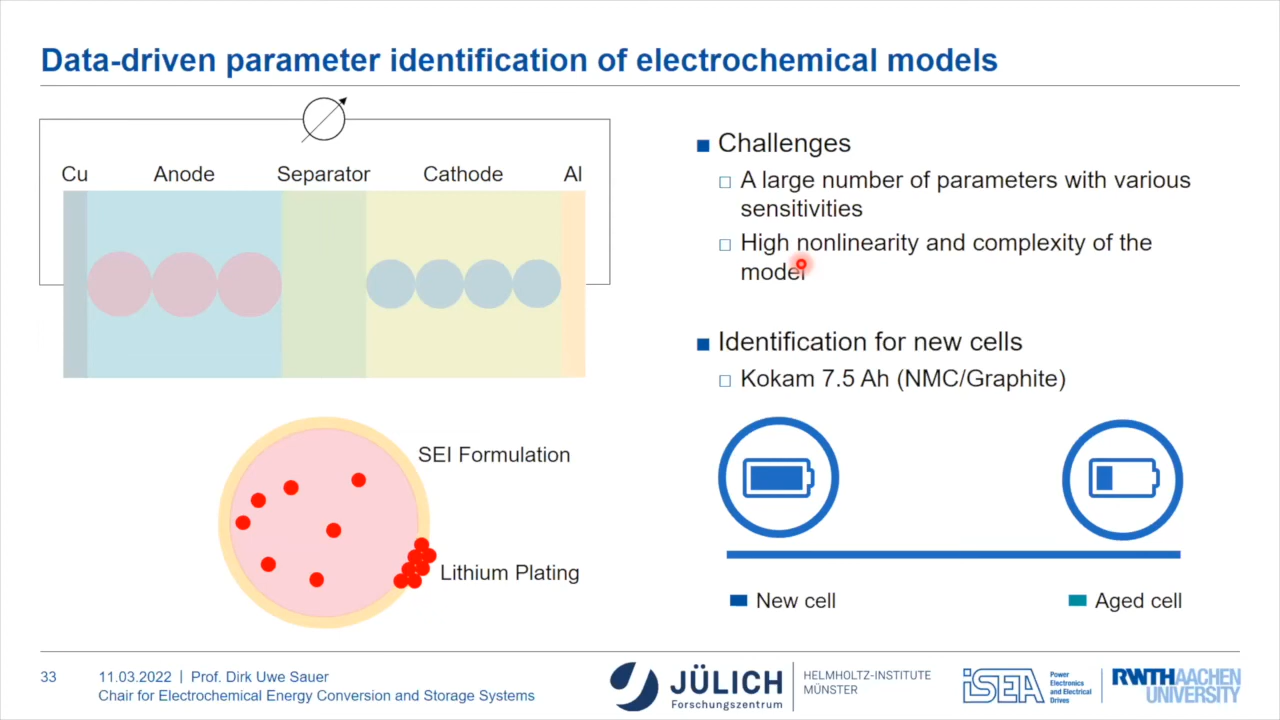 Data-driven parameter identification of electrochemical models
Cu
Anode
Separator
Cathode
Al
SEI Formulation
Lithium Plating
Challenges
A large number of parameters with various
sensitivities
High nonlinearity and complexity of the
model
Identification for new cells
Kokam 7.5 Ah (NMC/Graphite)
New cell
Aged cell
33
11.03.2022 | Prof. Dirk Uwe Sauer
Chair for Electrochemical Energy Conversion and Storage Systems
JÜLICH
Forschungszentrum
HELMHOLTZ-INSTITUTE
MÜNSTER
iSEA
Power
Electronics
and Electrical
Drives
RWTHAACHEN
UNIVERSITY